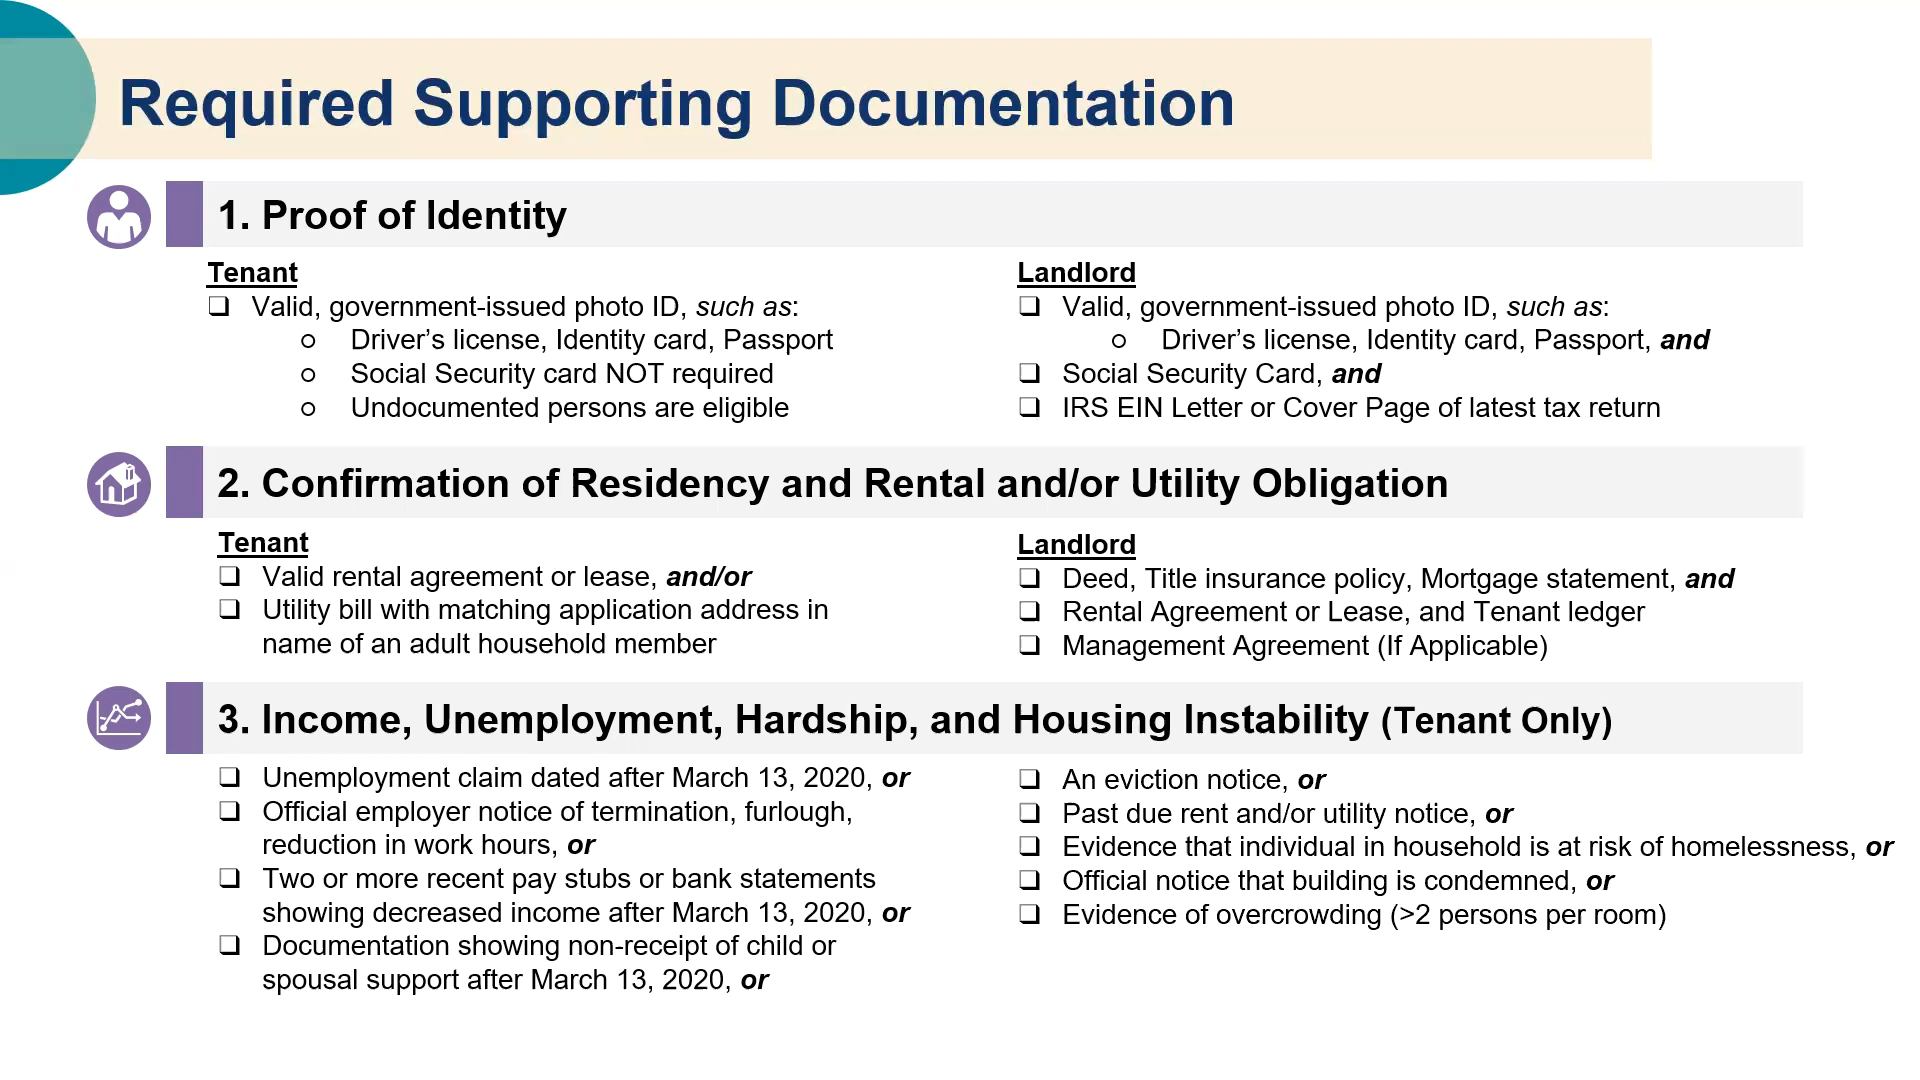 Required Supporting Documentation
1. Proof of Identity
Tenant
❏ Valid, government-issued photo ID, such as:
○ Driver’s license, Identity card, Passport
○ Social Security card NOT required
○ Undocumented persons are eligible
Landlord
❏ Valid, government-issued photo ID, such as:
○ Driver’s license, Identity card, Passport, and
❏ Social Security Card, and
❏ IRS EIN Letter or Cover Page of latest tax return
2. Confirmation of Residency and Rental and/or Utility Obligation
Tenant
❏ Valid rental agreement or lease, and/or
❏ Utility bill with matching application address in
name of an adult household member
Landlord
❏ Deed, Title insurance policy, Mortgage statement, and
❏ Rental Agreement or Lease, and Tenant ledger
❏ Management Agreement (If Applicable)
3. Income, Unemployment, Hardship, and Housing Instability (Tenant Only)
❏ Unemployment claim dated after March 13, 2020, or
❏ Official employer notice of termination, furlough,
reduction in work hours, or
❏ Two or more recent pay stubs or bank statements
showing decreased income after March 13, 2020, or
❏ Documentation showing non-receipt of child or
spousal support after March 13, 2020, or
❏ An eviction notice, or
❏ Past due rent and/or utility notice, or
❏ Evidence that individual in household is at risk of homelessness, or
❏ Official notice that building is condemned, or
❏ Evidence of overcrowding (>2 persons per room)